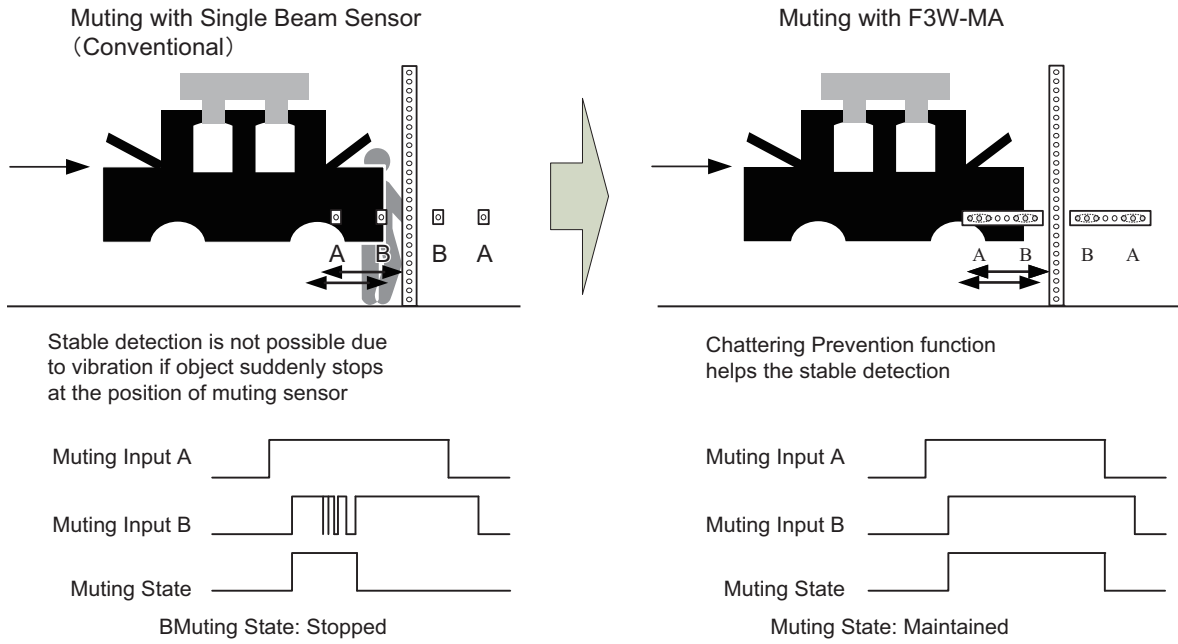 Muting with Single Beam Sensor
（Conventional）
A B B A
Stable detection is not possible due
to vibration if object suddenly stops
at the position of muting sensor
Muting Input A
Muting Input B
Muting State
BMuting State: Stopped
Muting with F3W-MA
A B B A
Chattering Prevention function
helps the stable detection
Muting Input A
Muting Input B
Muting State
Muting State: Maintained